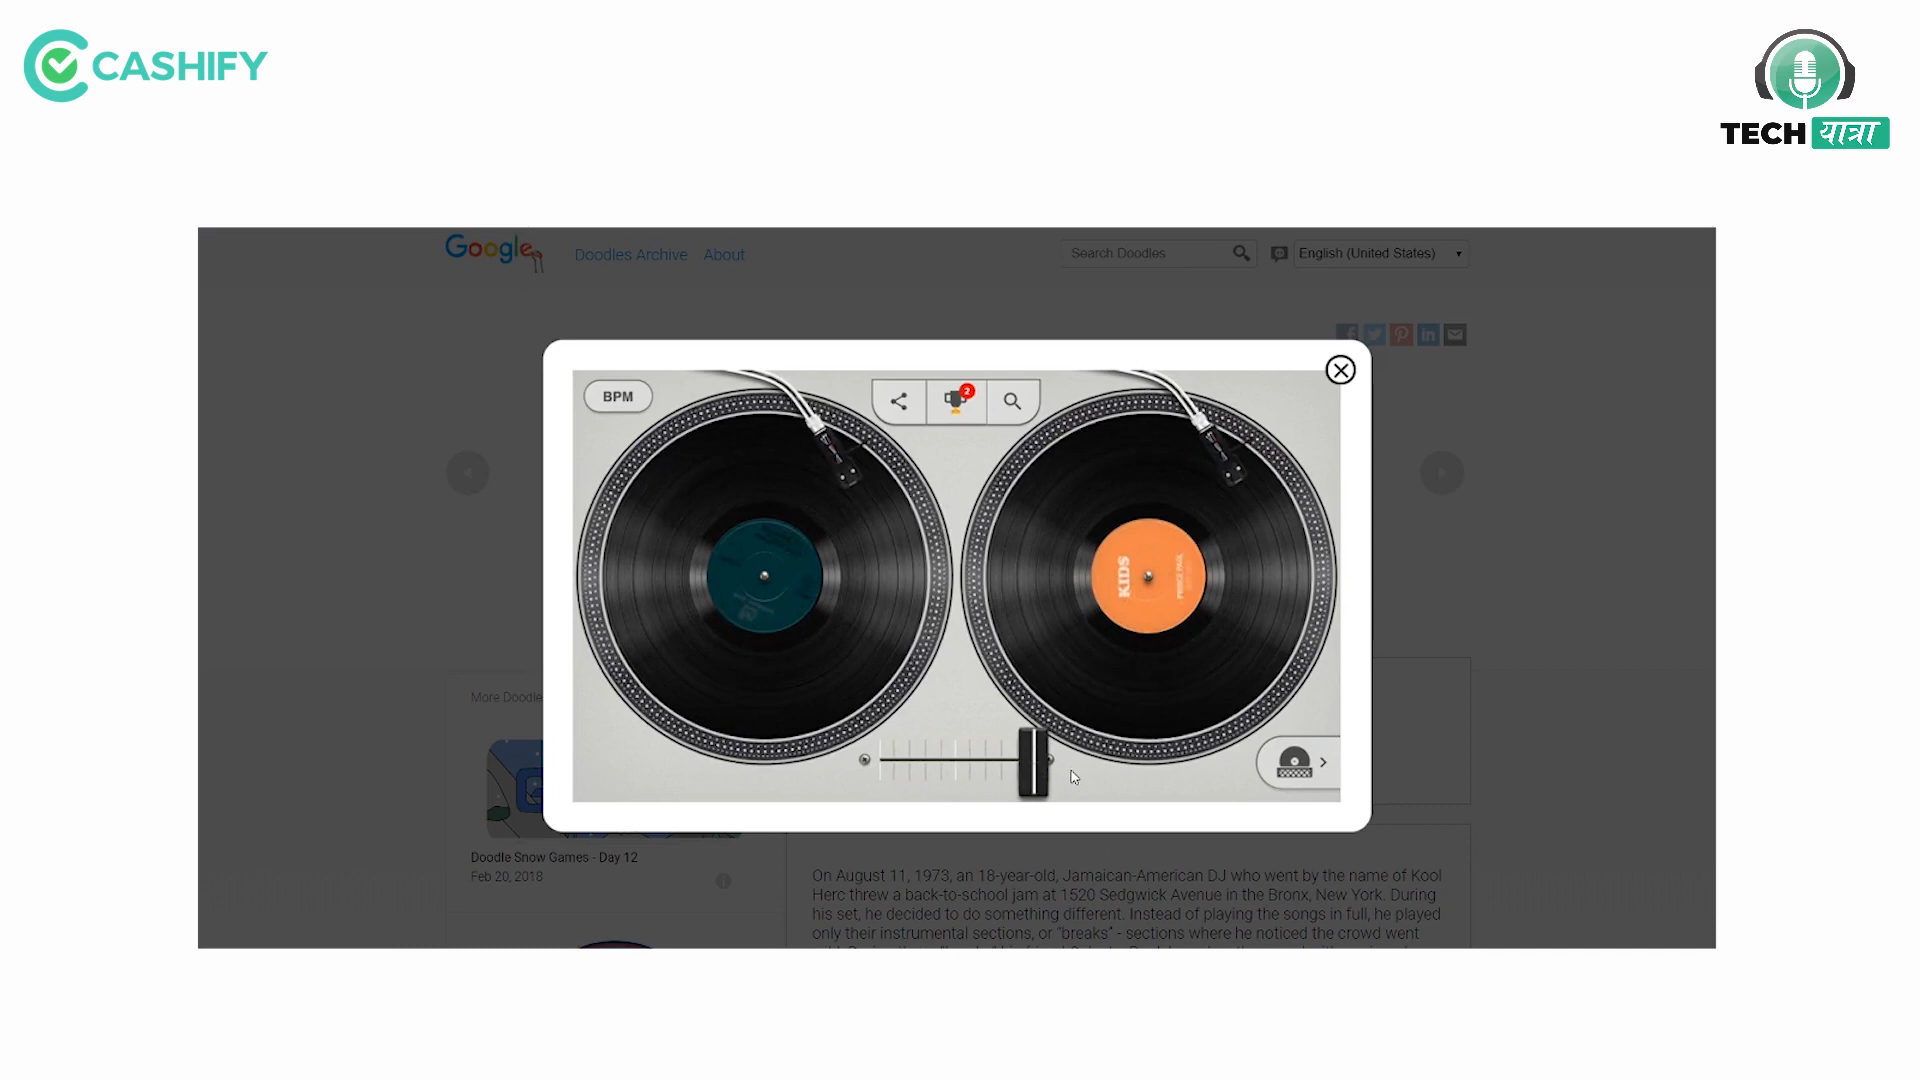 CASHIFY
TECH यात्रा
Google
Doodles Archive
About
Search Doodles
English (United States)
BPM
2
KIDS
PRINCE PAUL
More Doodle
Doodle Snow Games - Day 12
Feb 20, 2018
On August 11, 1973, an 18-year-old, Jamaican-American DJ who went by the name of Kool
Herc threw a back-to-school jam at 1520 Sedgwick Avenue in the Bronx, New York. During
his set, he decided to do something different. Instead of playing the songs in full, he played
only their instrumental sections, or "breaks" - sections where he noticed the crowd went